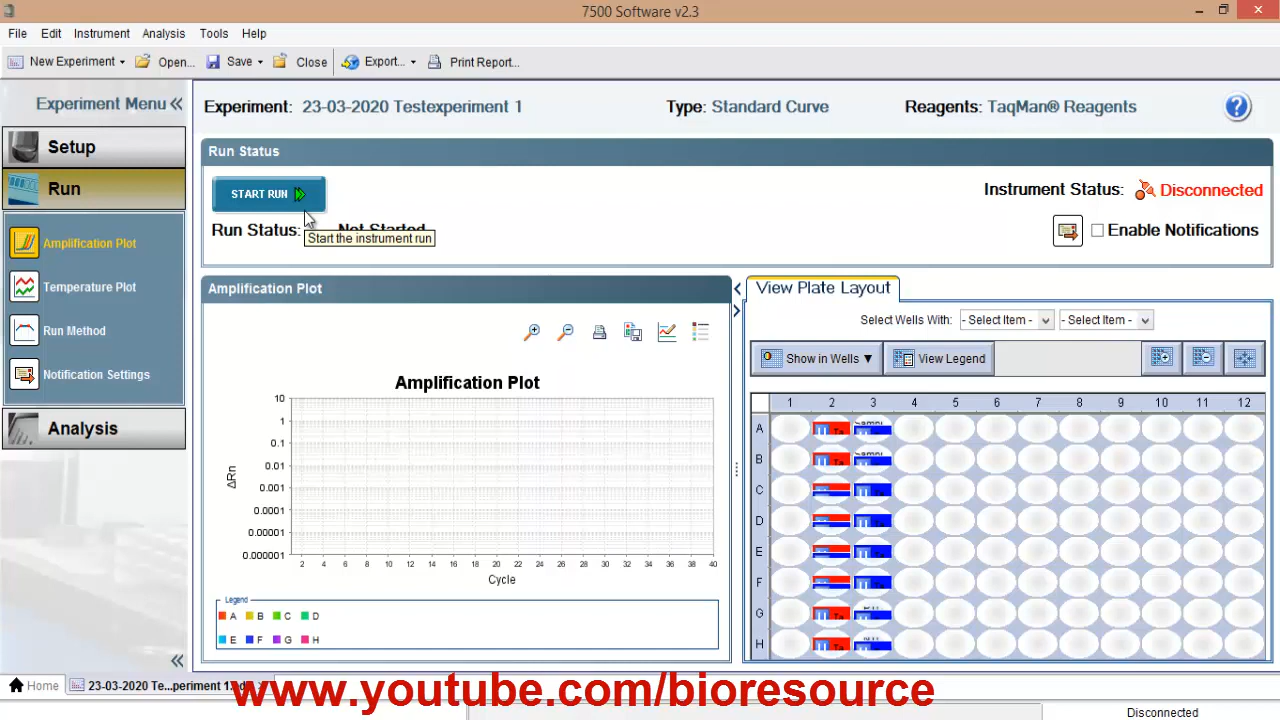 7500 Software v2.3
File Edit Instrument Analysis Tools Help
New Experiment Open... Save Close Export... Print Report...
Experiment Menu
Experiment: 23-03-2020 Testexperiment 1 Type: Standard Curve Reagents: TaqMan® Reagents
Setup
Run
Amplification Plot
Temperature Plot
Run Method
Notification Settings
Analysis
Run Status
START RUN
Instrument Status: Disconnected
Run Status: Not Started
Start the instrument run
Enable Notifications
Amplification Plot
Amplification Plot
10
1
0.1
0.01
0.001
0.0001
0.00001
0.000001
ΔRn
2 4 6 8 10 12 14 16 18 20 22 24 26 28 30 32 34 36 38 40
Cycle
Legend
A B C D
E F G H
View Plate Layout
Select Wells With: - Select Item - - Select Item -
Show in Wells ▼ View Legend
1 2 3 4 5 6 7 8 9 10 11 12
A
B
C
D
E
F
G
H
Home 23-03-2020 Te...periment 1.
www.youtube.com/bioresource
Disconnected